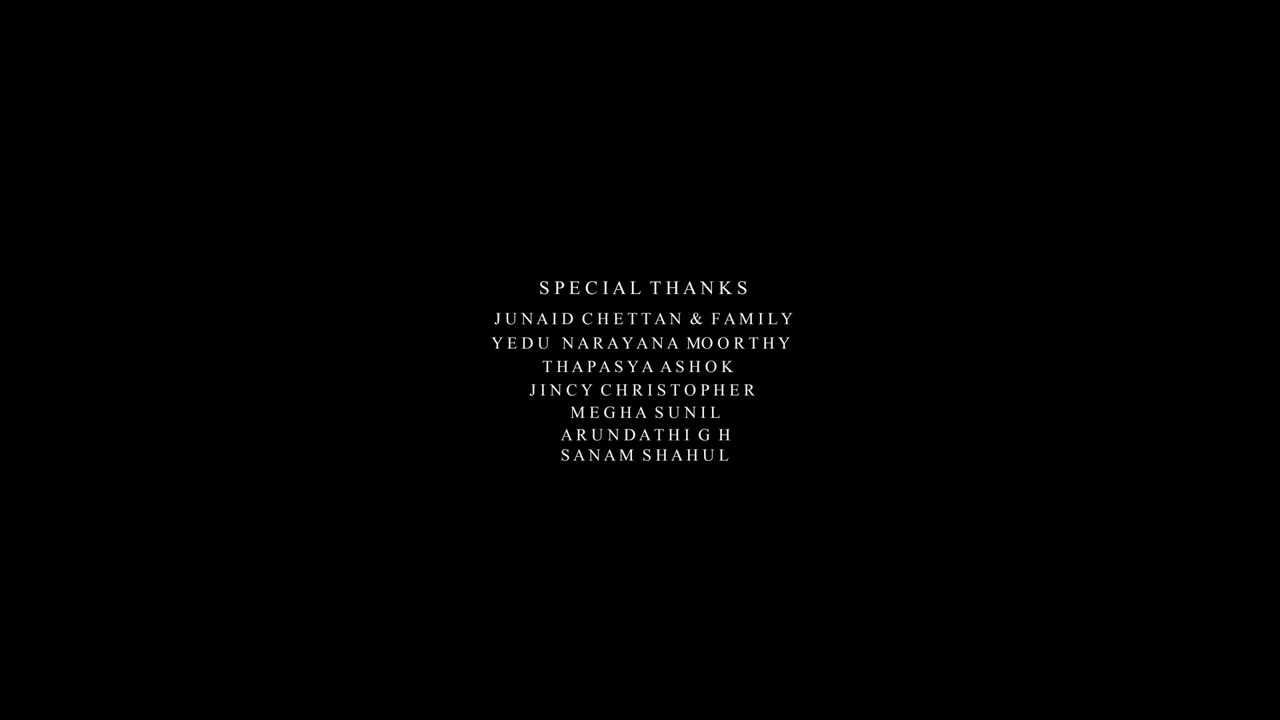 SPECIAL THANKS
JUNAID CHETTAN & FAMILY
YEDU NARAYANA MOORTHY
THAPASYA ASHOK
JINCY CHRISTOPHER
MEGHA SUNIL
ARUNDATHI G H
SANAM SHAHUL